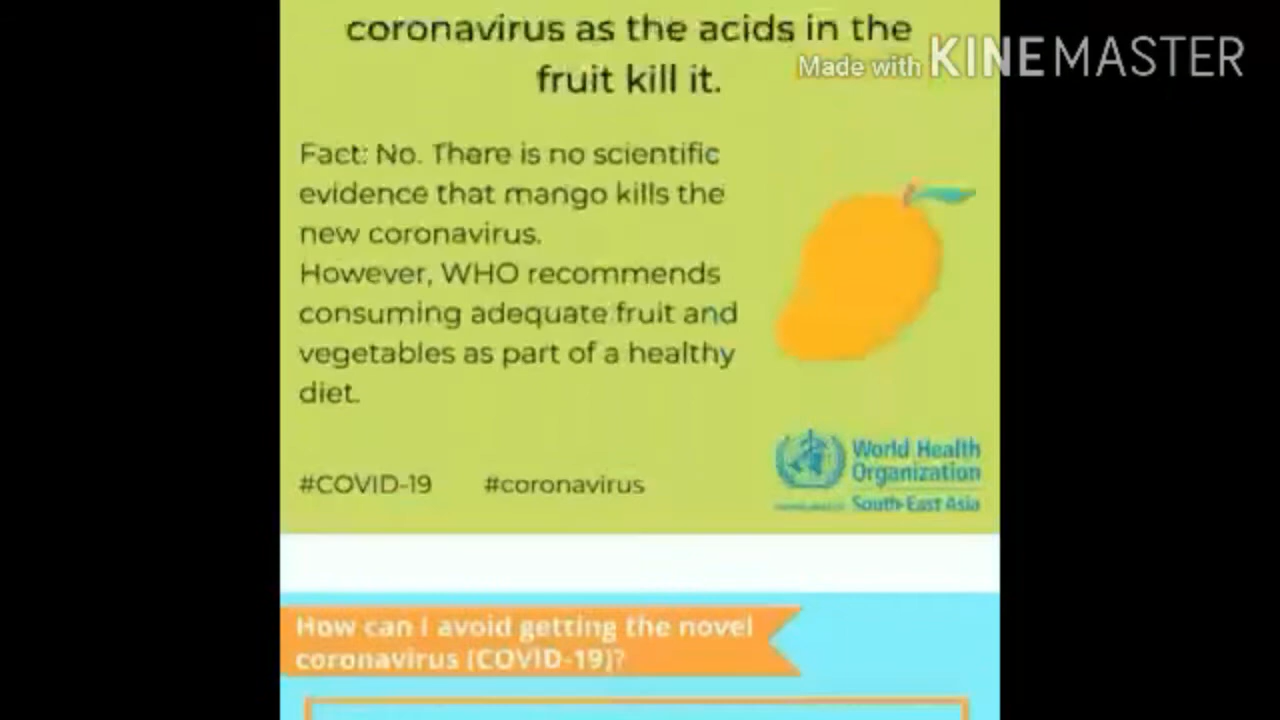 coronavirus as the acids in the
fruit kill it.
Made with KINEMASTER
Fact: No. There is no scientific
evidence that mango kills the
new coronavirus.
However, WHO recommends
consuming adequate fruit and
vegetables as part of a healthy
diet.
#COVID-19 #coronavirus
World Health
Organization
South-East Asia
How can I avoid getting the novel
coronavirus (COVID-19)?